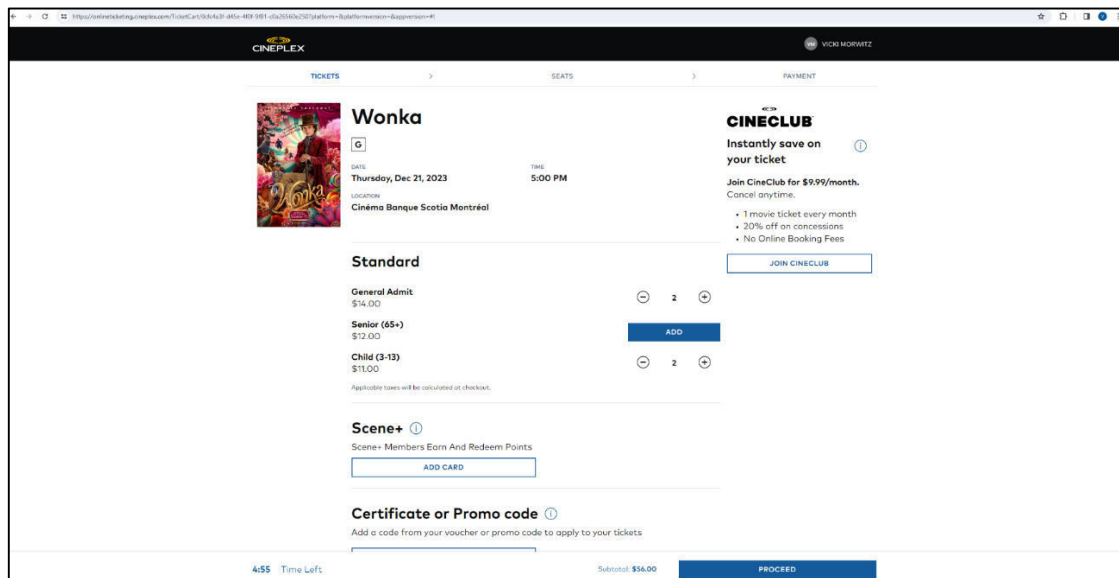 CINEPLEX
VM VICKI MORWITZ
TICKETS > SEATS > PAYMENT
Wonka
G
DATE
Thursday, Dec 21, 2023
TIME
5:00 PM
LOCATION
Cinéma Banque Scotia Montréal
Wonka
Standard
General Admit
$14.00
2
Senior (65+)
$12.00
ADD
Child (3-13)
$11.00
2
Applicable taxes will be calculated at checkout.
Scene+
Scene+ Members Earn And Redeem Points
ADD CARD
Certificate or Promo code
Add a code from your voucher or promo code to apply to your tickets
CINECLUB
Instantly save on
your ticket
Join CineClub for $9.99/month.
Cancel anytime.
• 1 movie ticket every month
• 20% off on concessions
• No Online Booking Fees
JOIN CINECLUB
4:55 Time Left
Subtotal: $56.00
PROCEED